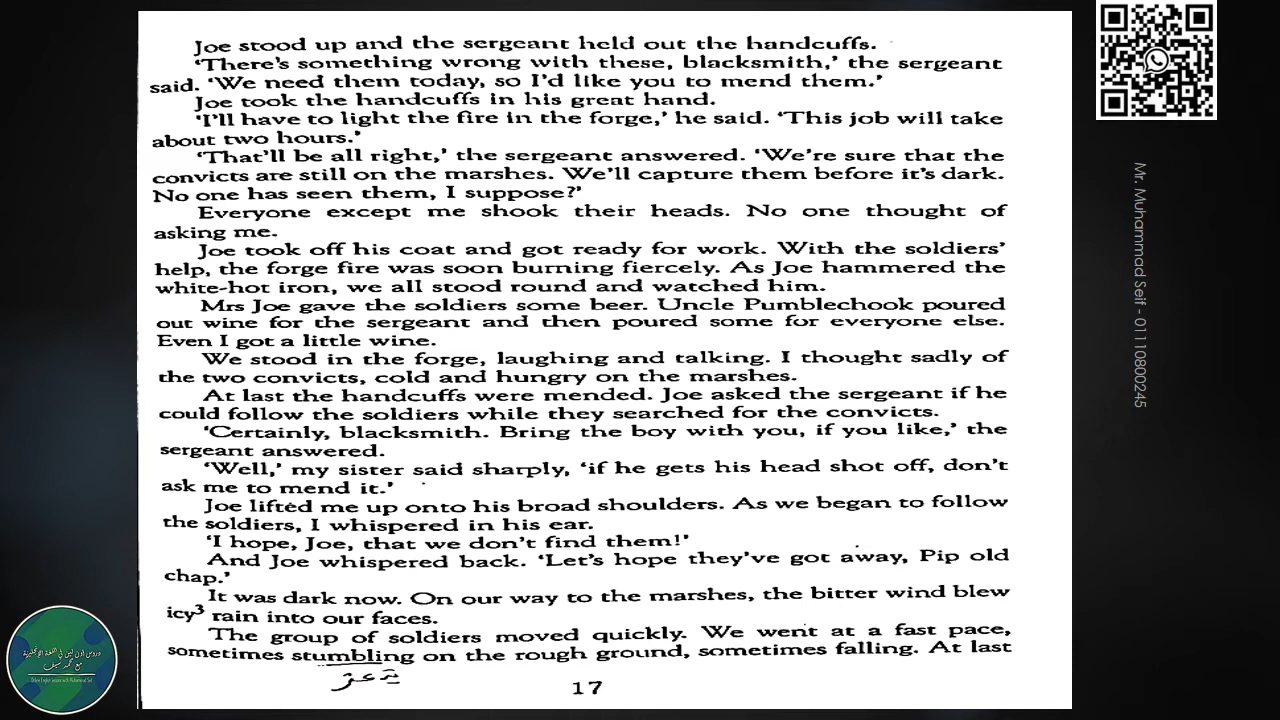 Joe stood up and the sergeant held out the handcuffs.
‘There's something wrong with these, blacksmith,’ the sergeant
said. ‘We need them today, so I'd like you to mend them.’
Joe took the handcuffs in his great hand.
‘I'll have to light the fire in the forge,’ he said. ‘This job will take
about two hours.’
‘That'll be all right,’ the sergeant answered. ‘We're sure that the
convicts are still on the marshes. We'll capture them before it's dark.
No one has seen them, I suppose?’
Everyone except me shook their heads. No one thought of
asking me.
Joe took off his coat and got ready for work. With the soldiers’
help, the forge fire was soon burning fiercely. As Joe hammered the
white-hot iron, we all stood round and watched him.
Mrs Joe gave the soldiers some beer. Uncle Pumblechook poured
out wine for the sergeant and then poured some for everyone else.
Even I got a little wine.
We stood in the forge, laughing and talking. I thought sadly of
the two convicts, cold and hungry on the marshes.
At last the handcuffs were mended. Joe asked the sergeant if he
could follow the soldiers while they searched for the convicts.
‘Certainly, blacksmith. Bring the boy with you, if you like,’ the
sergeant answered.
‘Well,’ my sister said sharply, ‘if he gets his head shot off, don't
ask me to mend it.’
Joe lifted me up onto his broad shoulders. As we began to follow
the soldiers, I whispered in his ear.
‘I hope, Joe, that we don't find them!’
And Joe whispered back. ‘Let's hope they've got away, Pip old
chap.’
It was dark now. On our way to the marshes, the bitter wind blew
icy³ rain into our faces.
The group of soldiers moved quickly. We went at a fast pace,
sometimes stumbling on the rough ground, sometimes falling. At last
17
Mr. Muhammad Seif - 01110800245
دروس اون لاين في اللغة الإنجليزية
مع محمد سيف
Online English lessons with Muhammad Seif